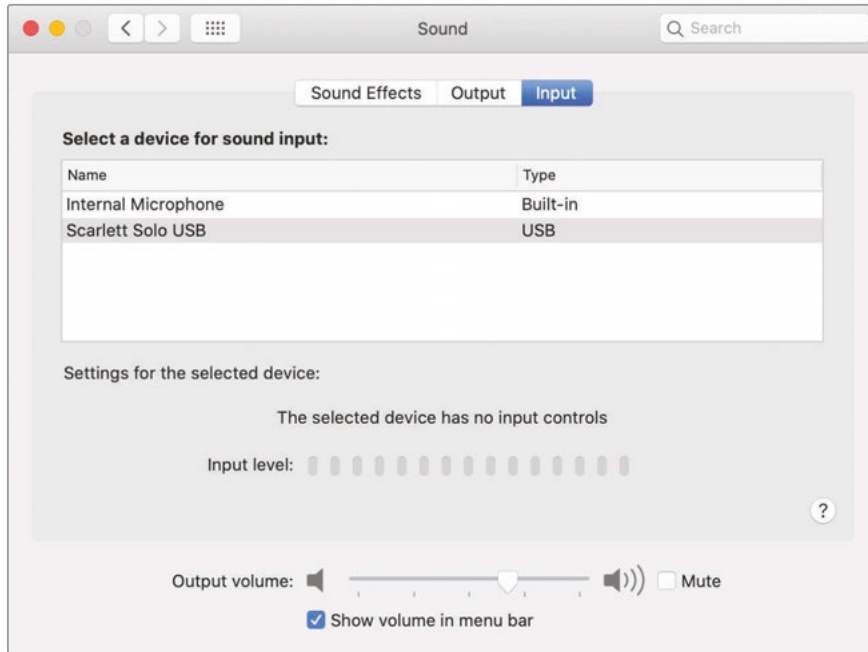 Sound
Search
Sound Effects Output Input
Select a device for sound input:
Name Type
Internal Microphone Built-in
Scarlett Solo USB USB
Settings for the selected device:
The selected device has no input controls
Input level:
?
Output volume: Mute
Show volume in menu bar